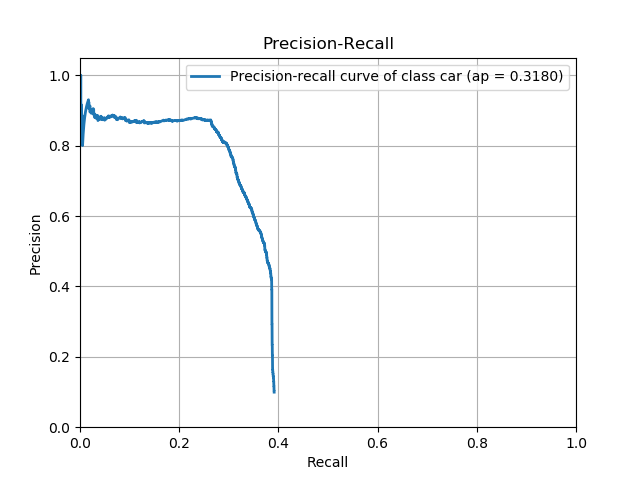 Precision-Recall
Precision-recall curve of class car (ap = 0.3180)
1.0
0.8
0.6
0.4
0.2
0.0
Precision
0.0 0.2 0.4 0.6 0.8 1.0
Recall